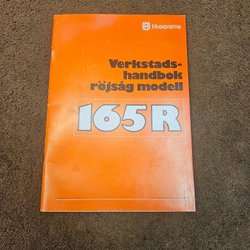 Husqvarna
Verkstads-
handbok
röjsåg modell
165R